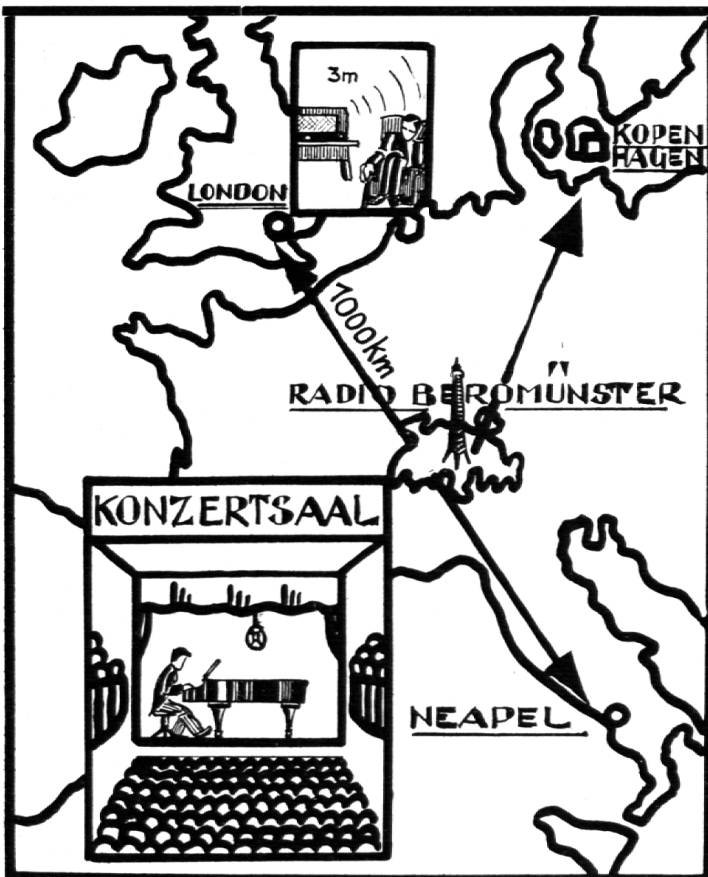 3m
KOPEN
HAGEN
LONDON
1000km
RADIO BEROMÜNSTER
KONZERTSAAL
NEAPEL